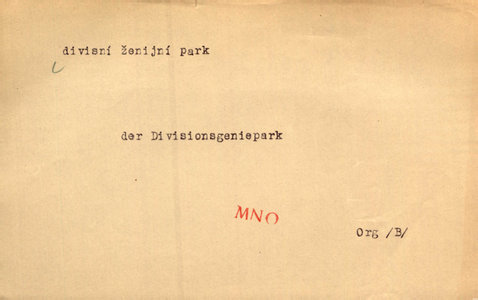 divisní ženijní park
der Divisionsgeniepark
MNO
Org /B/